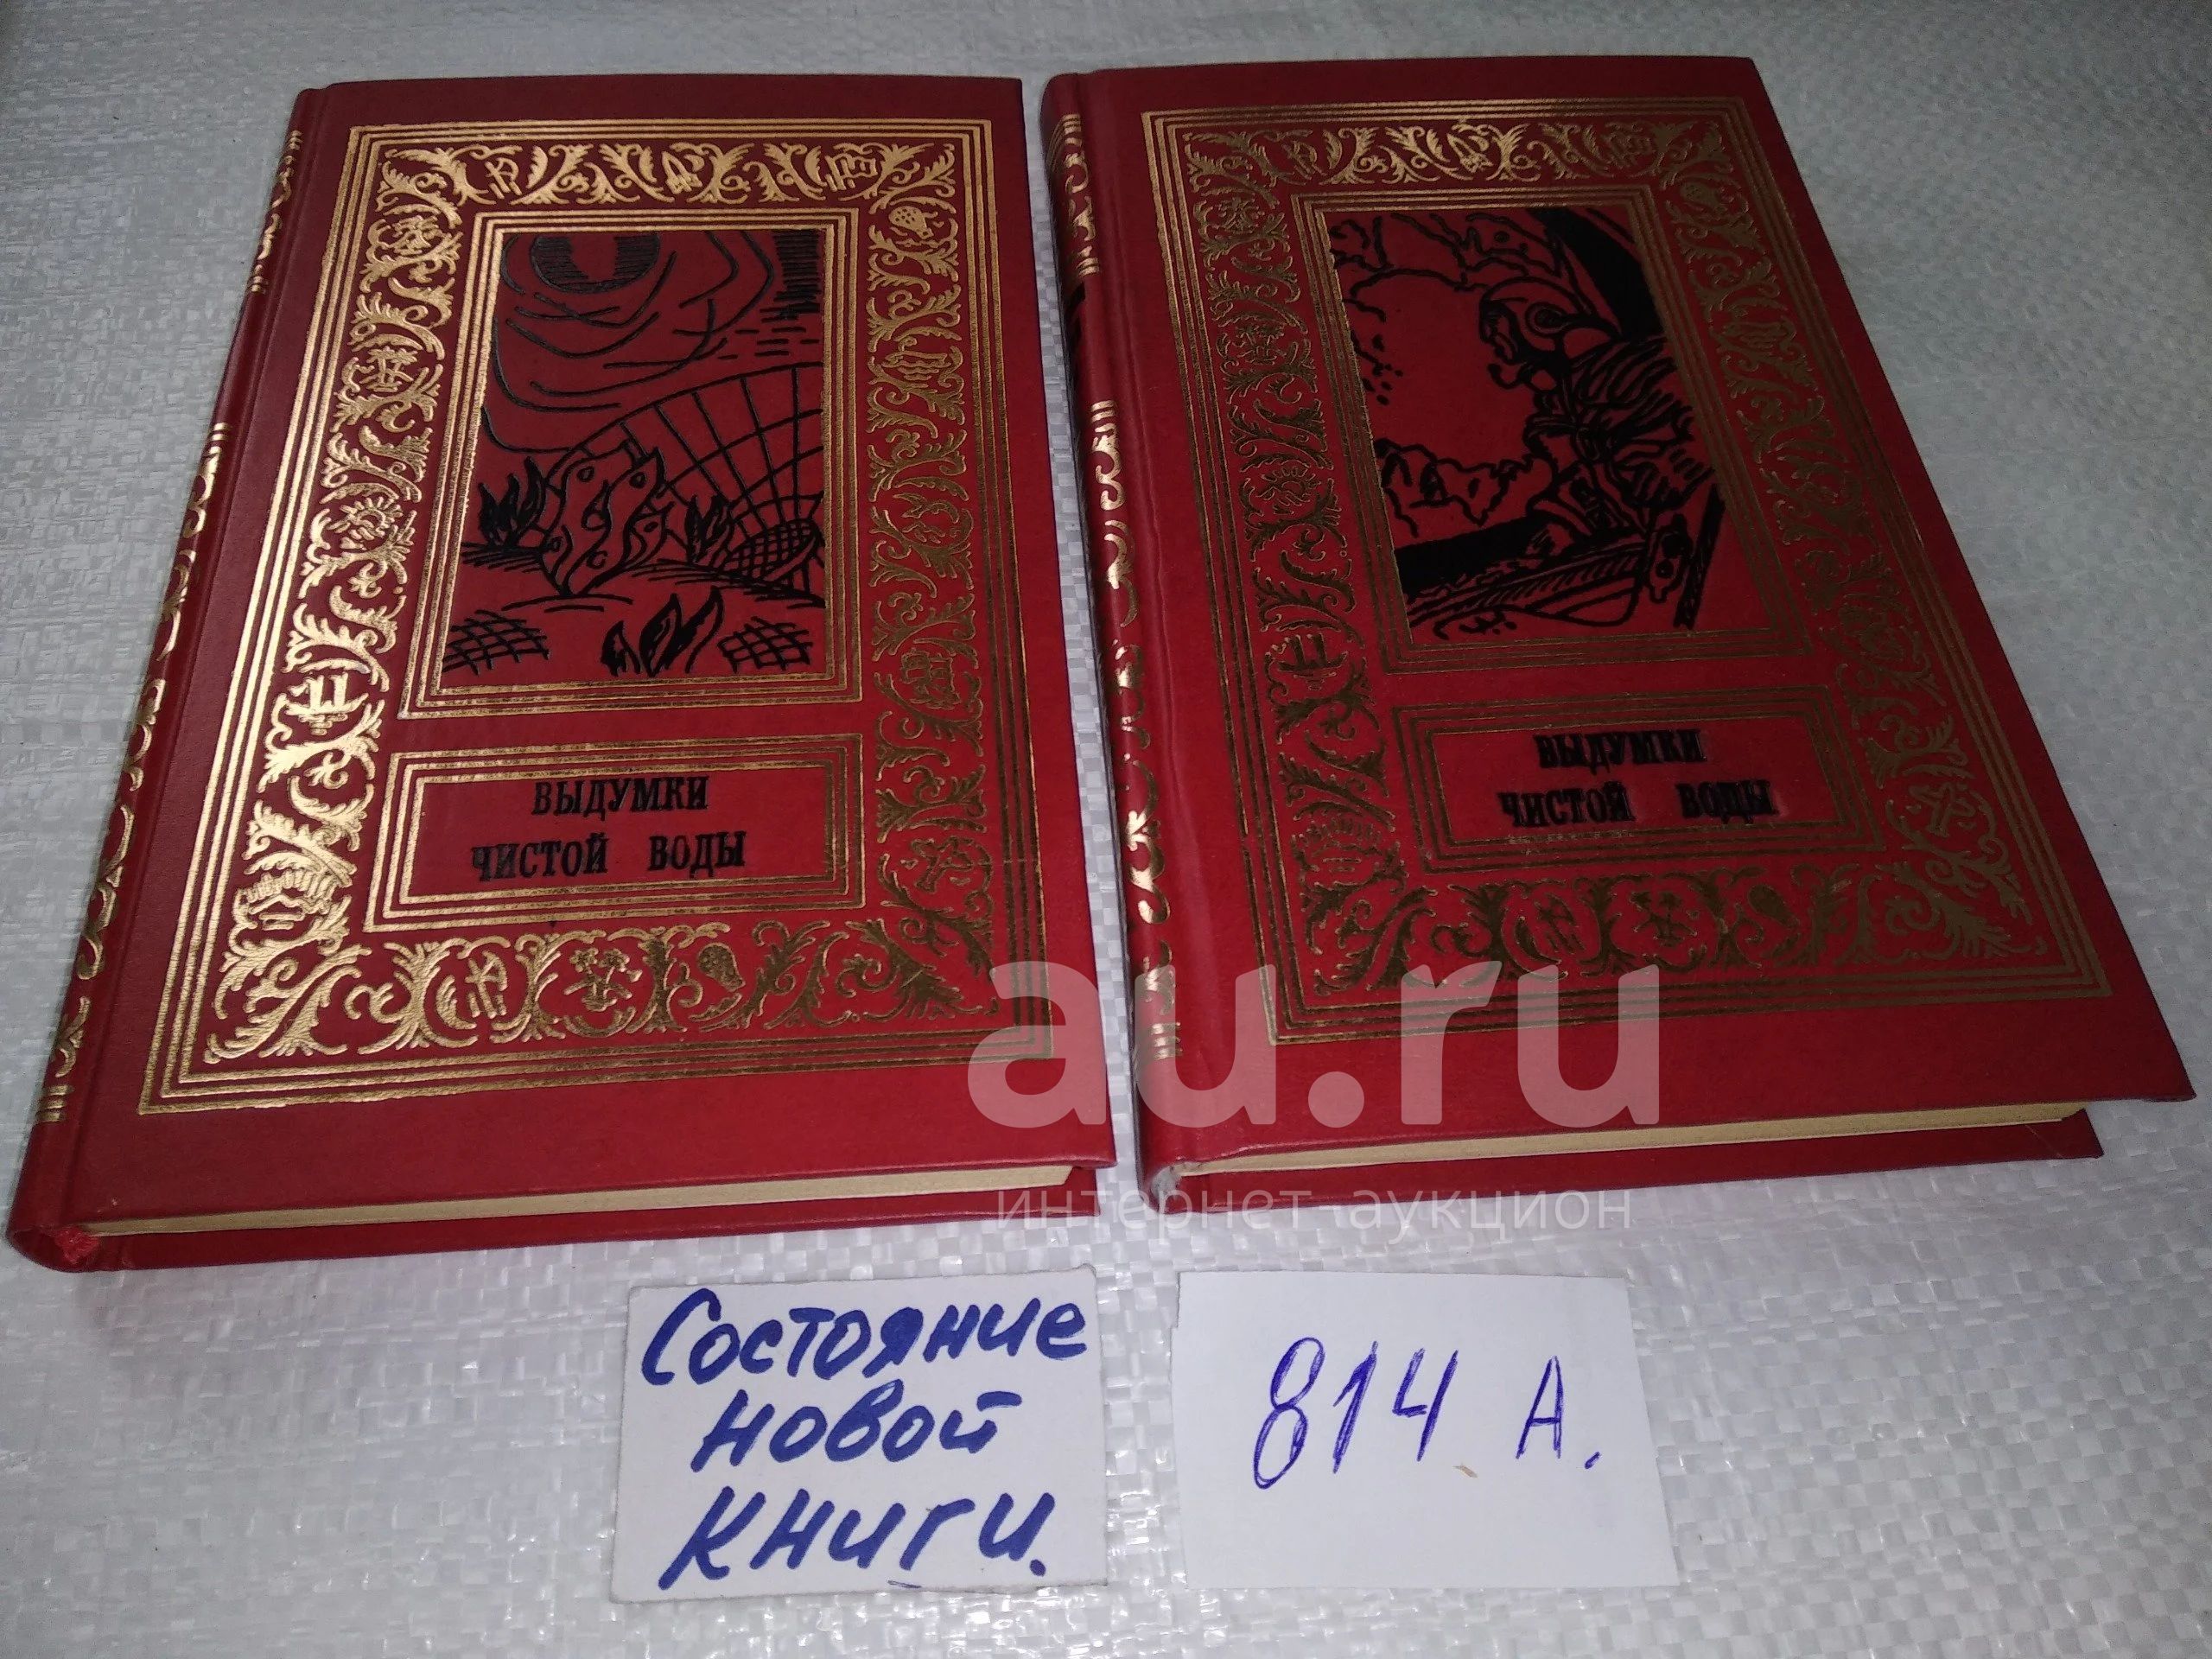 ВЫДУМКИ
ЧИСТОЙ ВОДЫ
ВЫДУМКИ
ЧИСТОЙ ВОДЫ
au.ru
интернет аукцион
Состояние
новой
книги.
814 А.